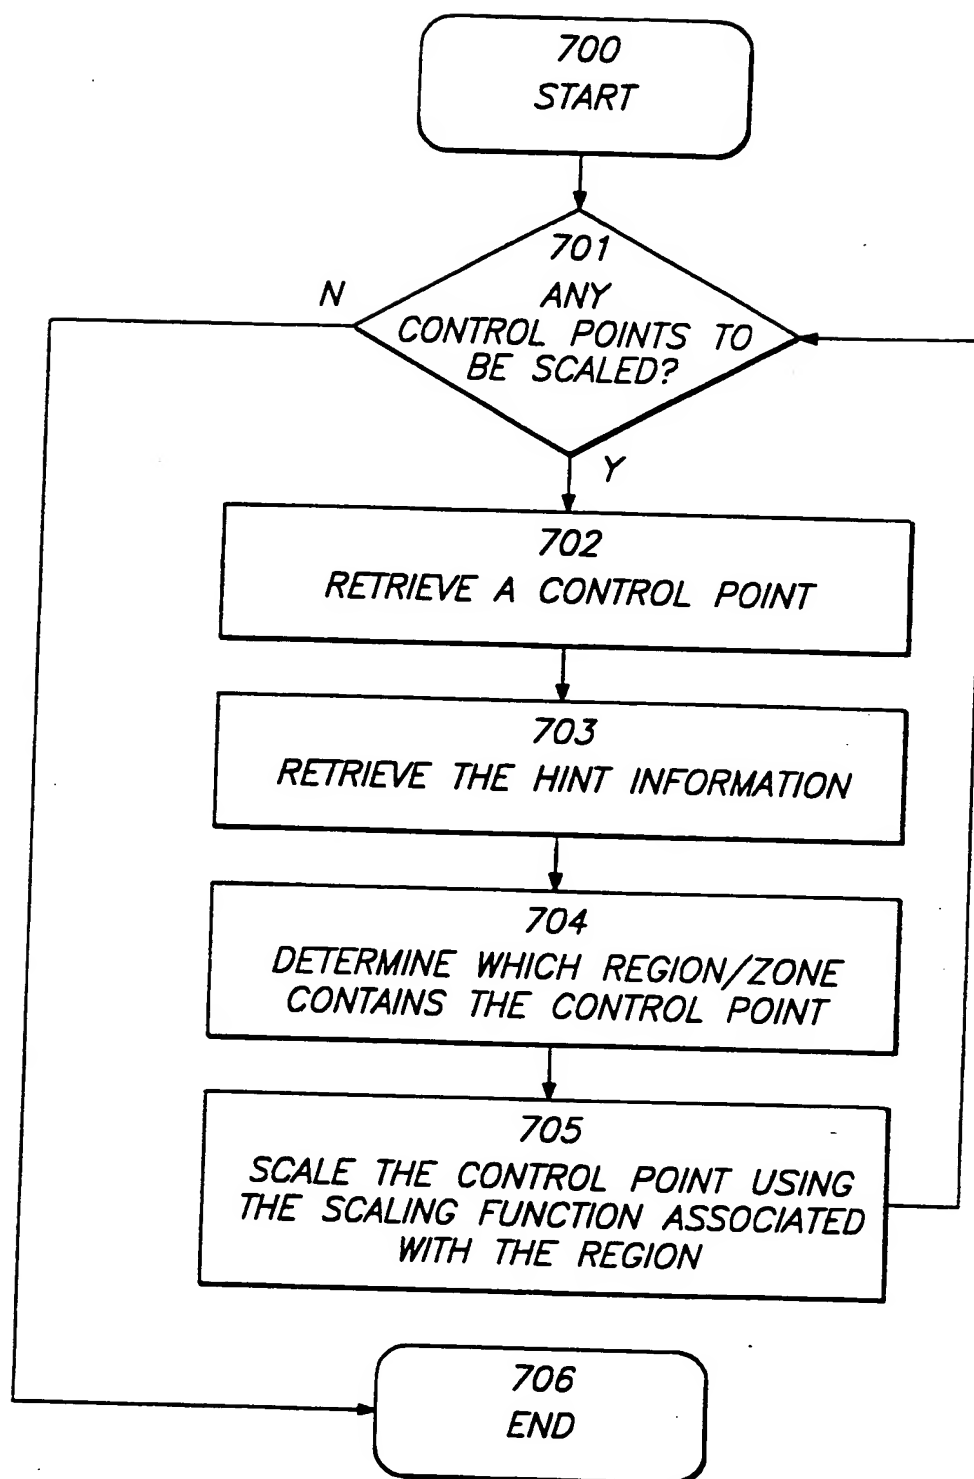 700
START
701
ANY
CONTROL POINTS TO
BE SCALED?
N
Y
702
RETRIEVE A CONTROL POINT
703
RETRIEVE THE HINT INFORMATION
704
DETERMINE WHICH REGION/ZONE
CONTAINS THE CONTROL POINT
705
SCALE THE CONTROL POINT USING
THE SCALING FUNCTION ASSOCIATED
WITH THE REGION
706
END